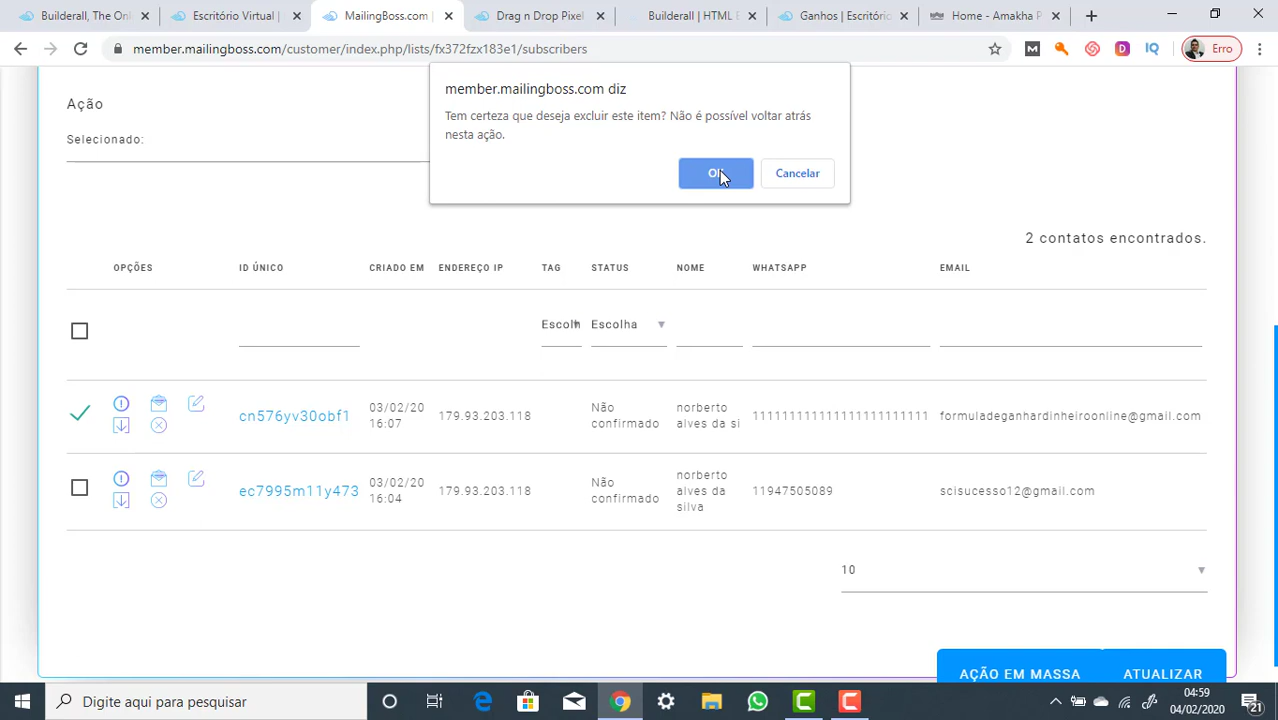 Builderall, The Onl
Escritório Virtual |
MailingBoss.com |
Drag n Drop Pixel
Builderall | HTML E
Ganhos | Escritório
Home - Amakha P
member.mailingboss.com/customer/index.php/lists/fx372fzx183e1/subscribers
Erro
member.mailingboss.com diz
Tem certeza que deseja excluir este item? Não é possível voltar atrás
nesta ação.
Cancelar
Ação
Selecionado:
2 contatos encontrados.
OPÇÕES ID ÚNICO CRIADO EM ENDEREÇO IP TAG STATUS NOME WHATSAPP EMAIL
Escolh Escolha
cn576yv30obf1 03/02/20 16:07 179.93.203.118 Não confirmado norberto alves da si 11111111111111111111111 formuladeganhardinheiroonline@gmail.com
ec7995m11y473 03/02/20 16:04 179.93.203.118 Não confirmado norberto alves da silva 11947505089 scisucesso12@gmail.com
10
AÇÃO EM MASSA ATUALIZAR
Digite aqui para pesquisar
04:59
04/02/2020
21